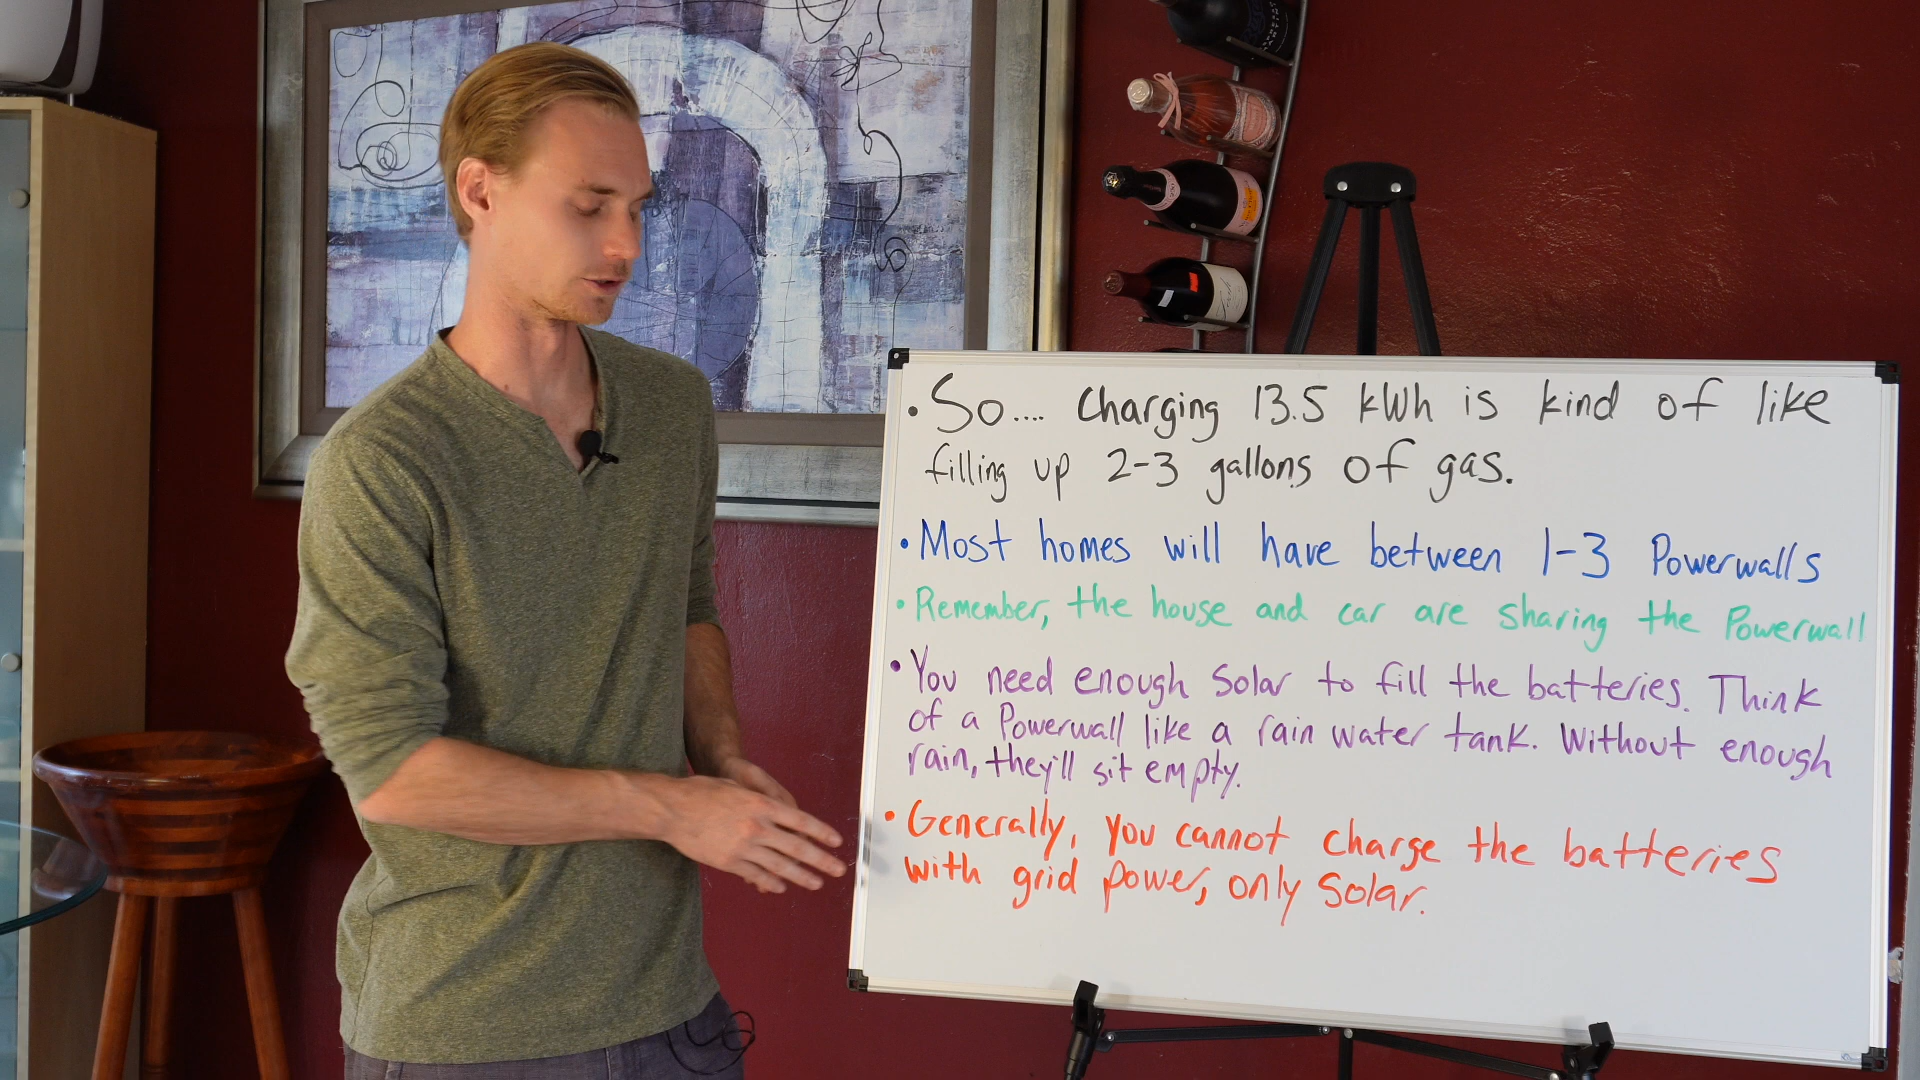 • So.... Charging 13.5 kWh is kind of like
filling up 2-3 gallons of gas.
• Most homes will have between 1-3 Powerwalls
• Remember, the house and car are sharing the Powerwall
• You need enough solar to fill the batteries. Think
of a Powerwall like a rain water tank. Without enough
rain, they'll sit empty.
• Generally, you cannot charge the batteries
with grid power, only solar.